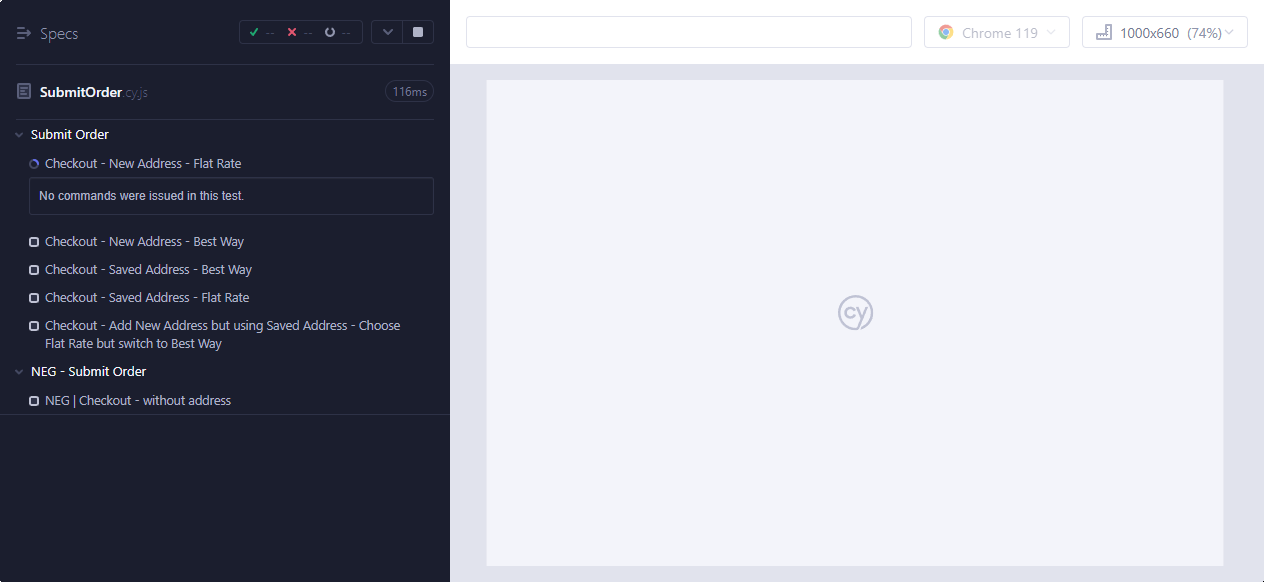 Specs
-- -- --
SubmitOrder.cy.js
116ms
Submit Order
Checkout - New Address - Flat Rate
No commands were issued in this test.
Checkout - New Address - Best Way
Checkout - Saved Address - Best Way
Checkout - Saved Address - Flat Rate
Checkout - Add New Address but using Saved Address - Choose
Flat Rate but switch to Best Way
NEG - Submit Order
NEG | Checkout - without address
Chrome 119
1000x660 (74%)
cy